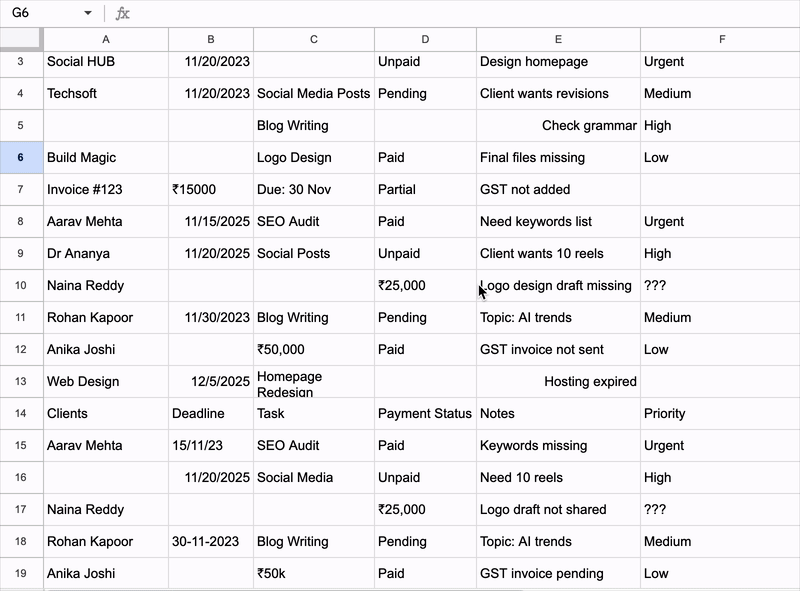 G6
A B C D E F
3 Social HUB 11/20/2023 Unpaid Design homepage Urgent
4 Techsoft 11/20/2023 Social Media Posts Pending Client wants revisions Medium
5 Blog Writing Check grammar High
6 Build Magic Logo Design Paid Final files missing Low
7 Invoice #123 ₹15000 Due: 30 Nov Partial GST not added
8 Aarav Mehta 11/15/2025 SEO Audit Paid Need keywords list Urgent
9 Dr Ananya 11/20/2025 Social Posts Unpaid Client wants 10 reels High
10 Naina Reddy ₹25,000 Logo design draft missing ???
11 Rohan Kapoor 11/30/2023 Blog Writing Pending Topic: AI trends Medium
12 Anika Joshi ₹50,000 Paid GST invoice not sent Low
13 Web Design 12/5/2025 Homepage Hosting expired
Redesign
14 Clients Deadline Task Payment Status Notes Priority
15 Aarav Mehta 15/11/23 SEO Audit Paid Keywords missing Urgent
16 11/20/2025 Social Media Unpaid Need 10 reels High
17 Naina Reddy ₹25,000 Logo draft not shared ???
18 Rohan Kapoor 30-11-2023 Blog Writing Pending Topic: AI trends Medium
19 Anika Joshi ₹50k Paid GST invoice pending Low